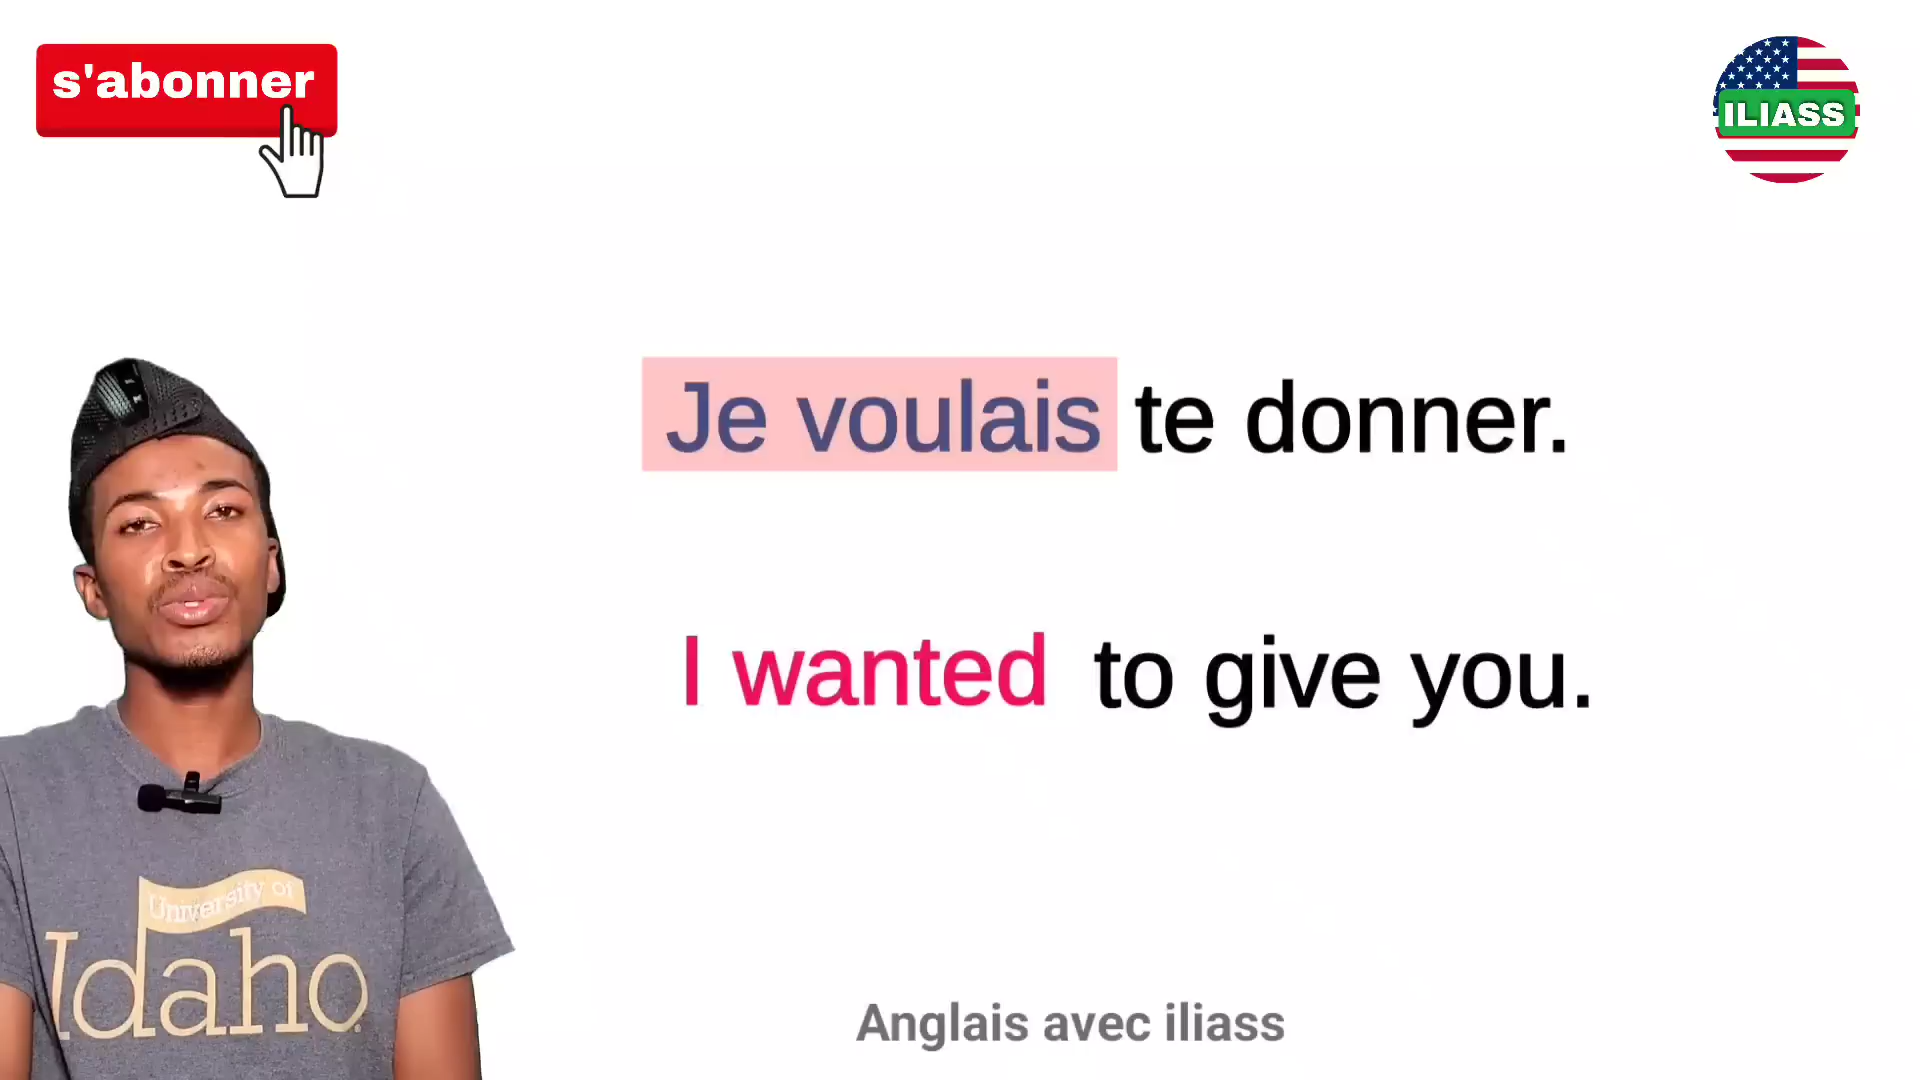 s'abonner
ILIASS
Je voulais te donner.
I wanted to give you.
University of
Idaho.
Anglais avec iliass